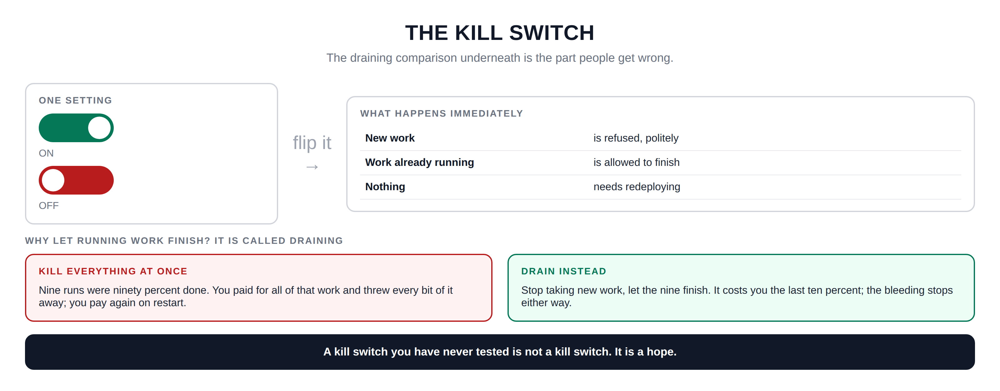 THE KILL SWITCH
The draining comparison underneath is the part people get wrong.
ONE SETTING
ON
OFF
flip it
→
WHAT HAPPENS IMMEDIATELY
New work is refused, politely
Work already running is allowed to finish
Nothing needs redeploying
WHY LET RUNNING WORK FINISH? IT IS CALLED DRAINING
KILL EVERYTHING AT ONCE
Nine runs were ninety percent done. You paid for all of that work and threw every bit of it
away; you pay again on restart.
DRAIN INSTEAD
Stop taking new work, let the nine finish. It costs you the last ten percent; the bleeding stops
either way.
A kill switch you have never tested is not a kill switch. It is a hope.